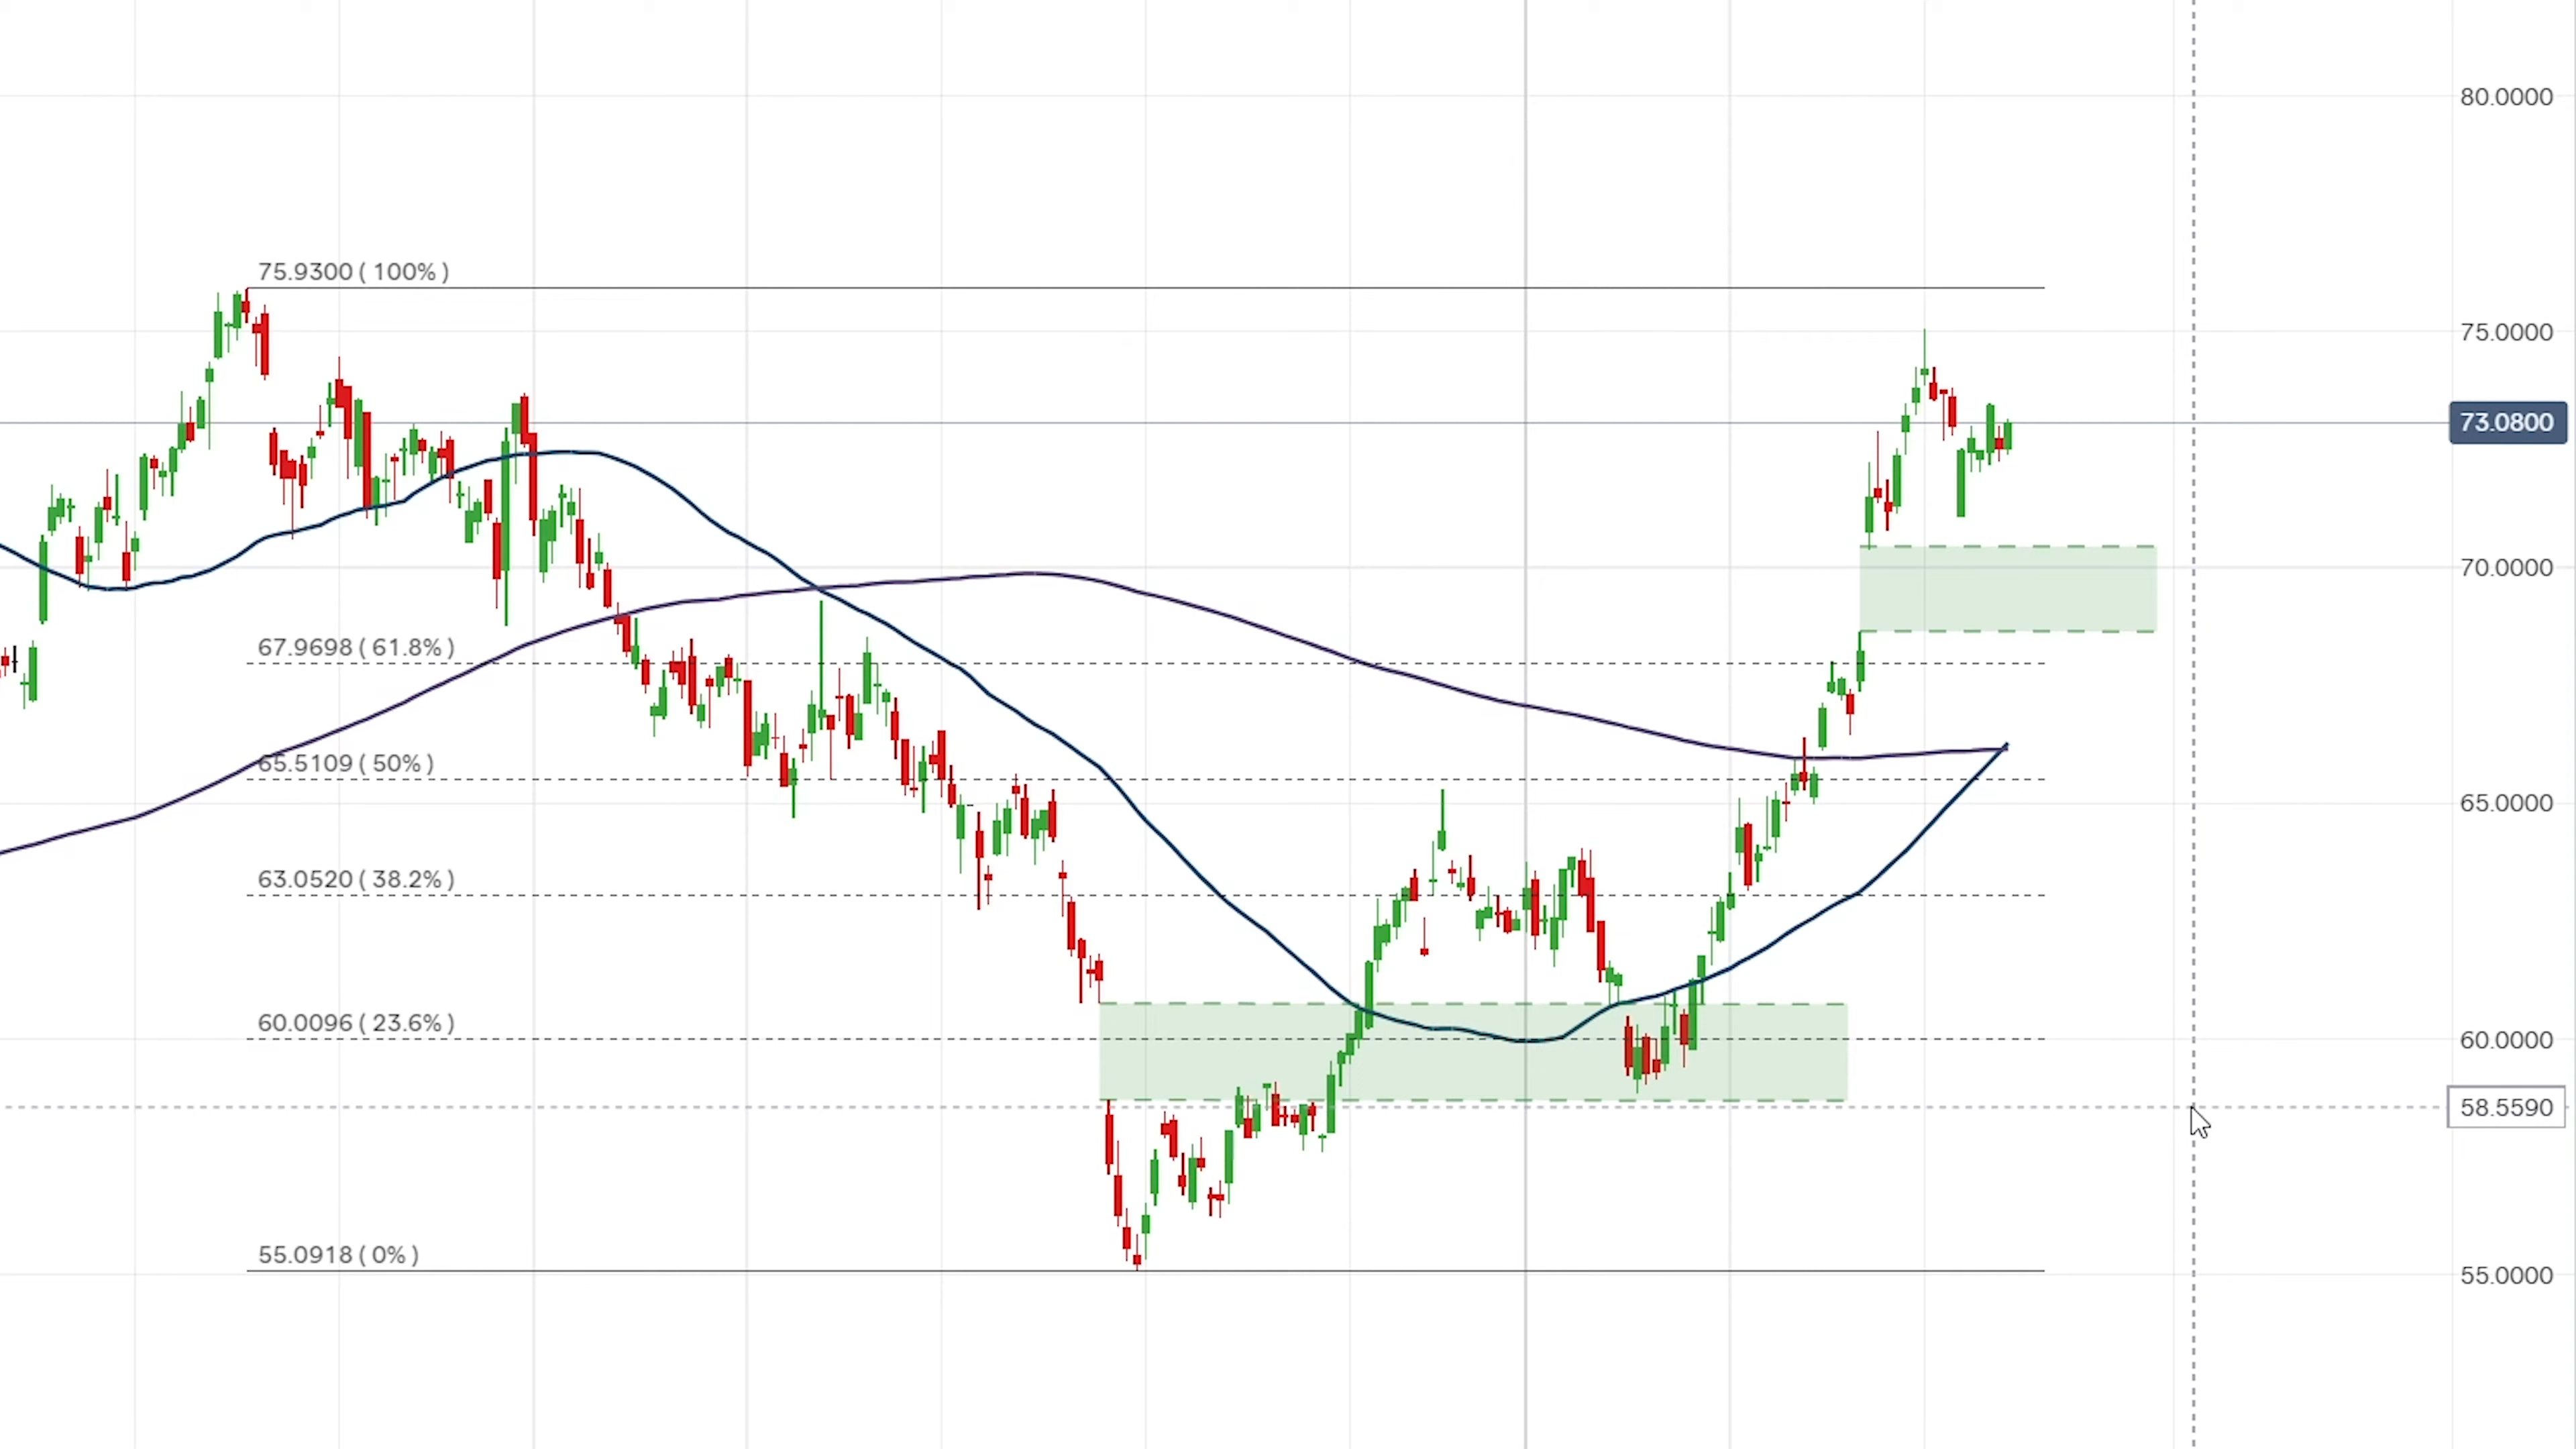 80.0000
75.9300 ( 100% )
75.0000
73.0800
70.0000
67.9698 ( 61.8% )
65.5109 ( 50% )
65.0000
63.0520 ( 38.2% )
60.0096 ( 23.6% )
60.0000
58.5590
55.0918 ( 0% )
55.0000